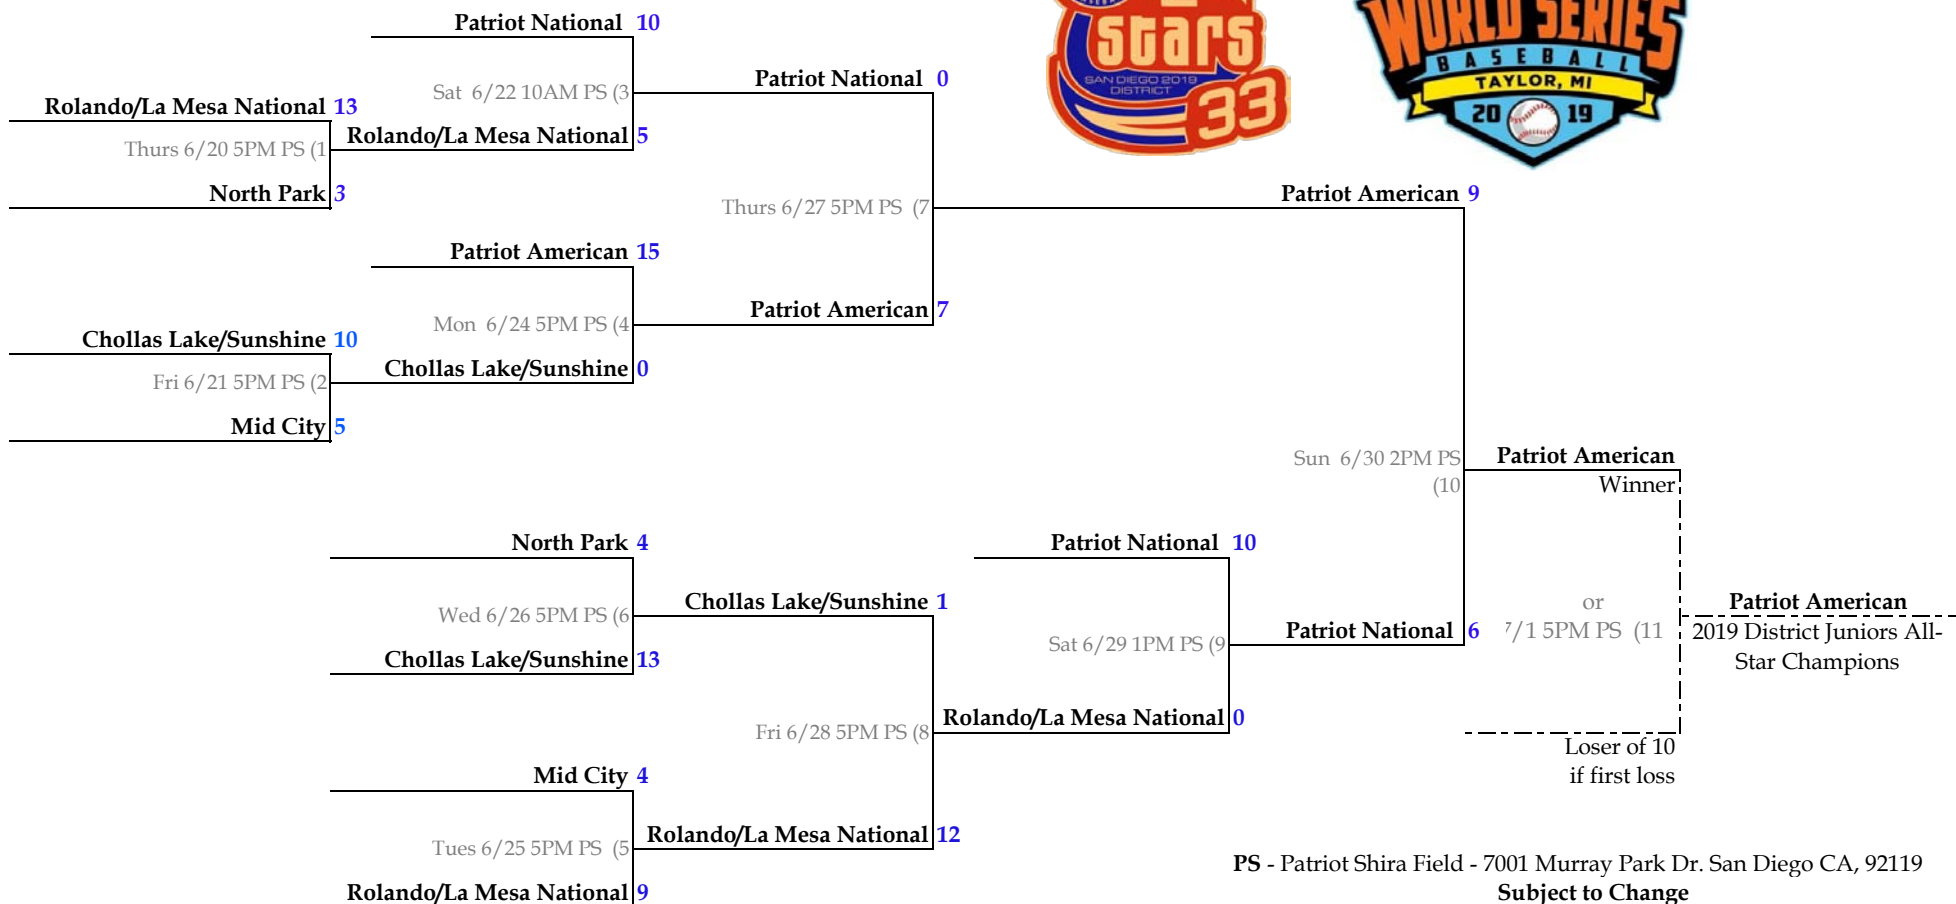 Patriot National 10
Sat 6/22 10AM PS (3
Patriot National 0
Rolando/La Mesa National 13
Thurs 6/20 5PM PS (1
Rolando/La Mesa National 5
North Park 3
Thurs 6/27 5PM PS (7
Patriot American 9
Patriot American 15
Mon 6/24 5PM PS (4
Patriot American 7
Chollas Lake/Sunshine 10
Fri 6/21 5PM PS (2
Chollas Lake/Sunshine 0
Mid City 5
stars
SAN DIEGO 2019
DISTRICT
33
WORLD SERIES
BASEBALL
TAYLOR, MI
20 19
Sun 6/30 2PM PS
(10
Patriot American
Winner
North Park 4
Wed 6/26 5PM PS (6
Chollas Lake/Sunshine 1
Chollas Lake/Sunshine 13
Patriot National 10
Sat 6/29 1PM PS (9
Patriot National 6
or
7/1 5PM PS (11
Patriot American
2019 District Juniors All-
Star Champions
Fri 6/28 5PM PS (8
Rolando/La Mesa National 0
Loser of 10
if first loss
Mid City 4
Tues 6/25 5PM PS (5
Rolando/La Mesa National 12
Rolando/La Mesa National 9
PS - Patriot Shira Field - 7001 Murray Park Dr. San Diego CA, 92119
Subject to Change